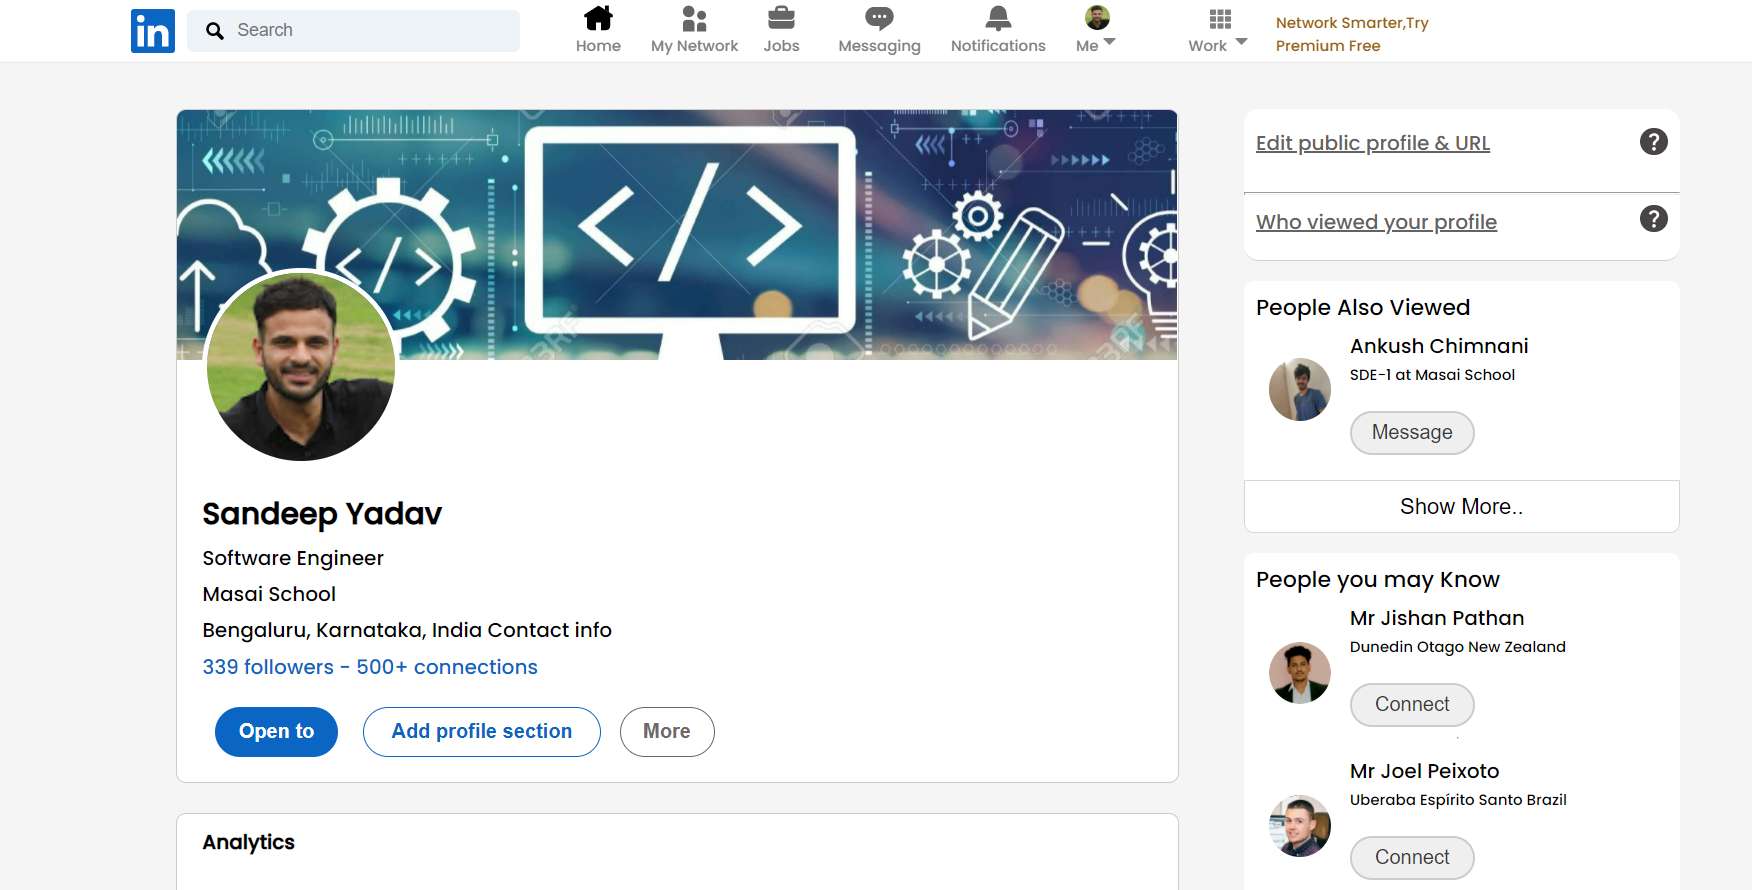 in
Search
Home
My Network
Jobs
Messaging
Notifications
Me
Work
Network Smarter,Try
Premium Free
</>
</>
Sandeep Yadav
Software Engineer
Masai School
Bengaluru, Karnataka, India Contact info
339 followers - 500+ connections
Open to
Add profile section
More
Analytics
Edit public profile & URL
?
Who viewed your profile
?
People Also Viewed
Ankush Chimnani
SDE-1 at Masai School
Message
Show More..
People you may Know
Mr Jishan Pathan
Dunedin Otago New Zealand
Connect
Mr Joel Peixoto
Uberaba Espírito Santo Brazil
Connect